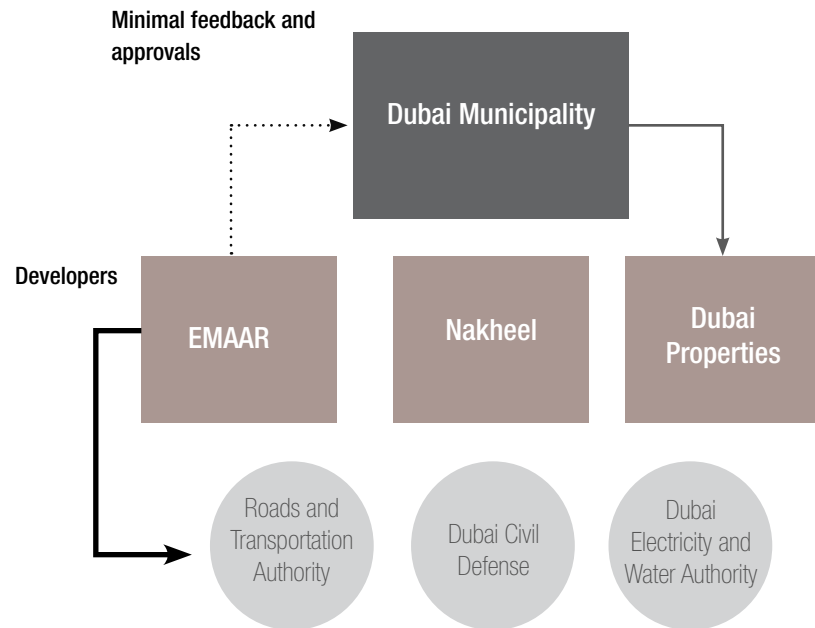 Minimal feedback and
approvals
Dubai Municipality
Developers
EMAAR
Nakheel
Dubai
Properties
Roads and
Transportation
Authority
Dubai Civil
Defense
Dubai
Electricity and
Water Authority